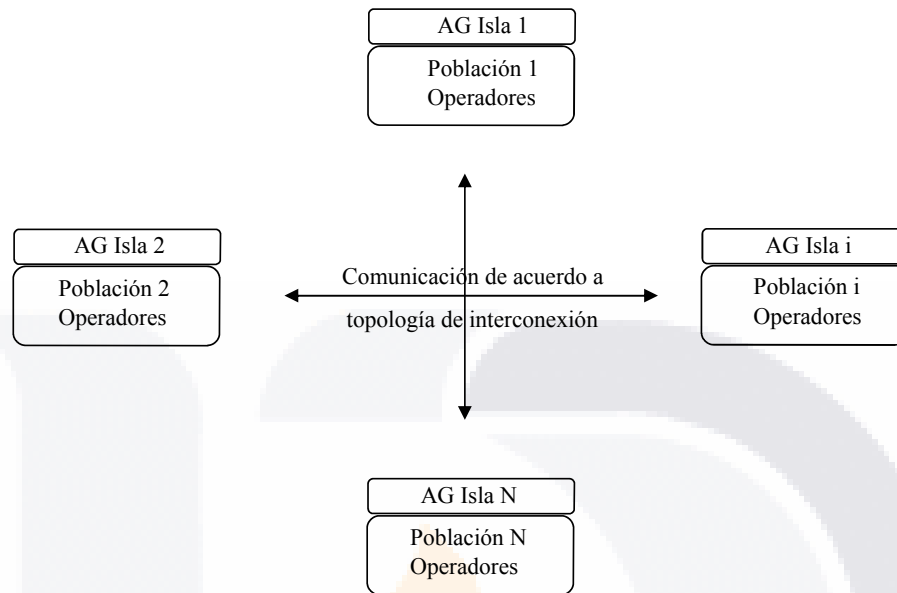 AG Isla 1
Población 1
Operadores
AG Isla 2
Población 2
Operadores
Comunicación de acuerdo a
topología de interconexión
AG Isla i
Población i
Operadores
AG Isla N
Población N
Operadores